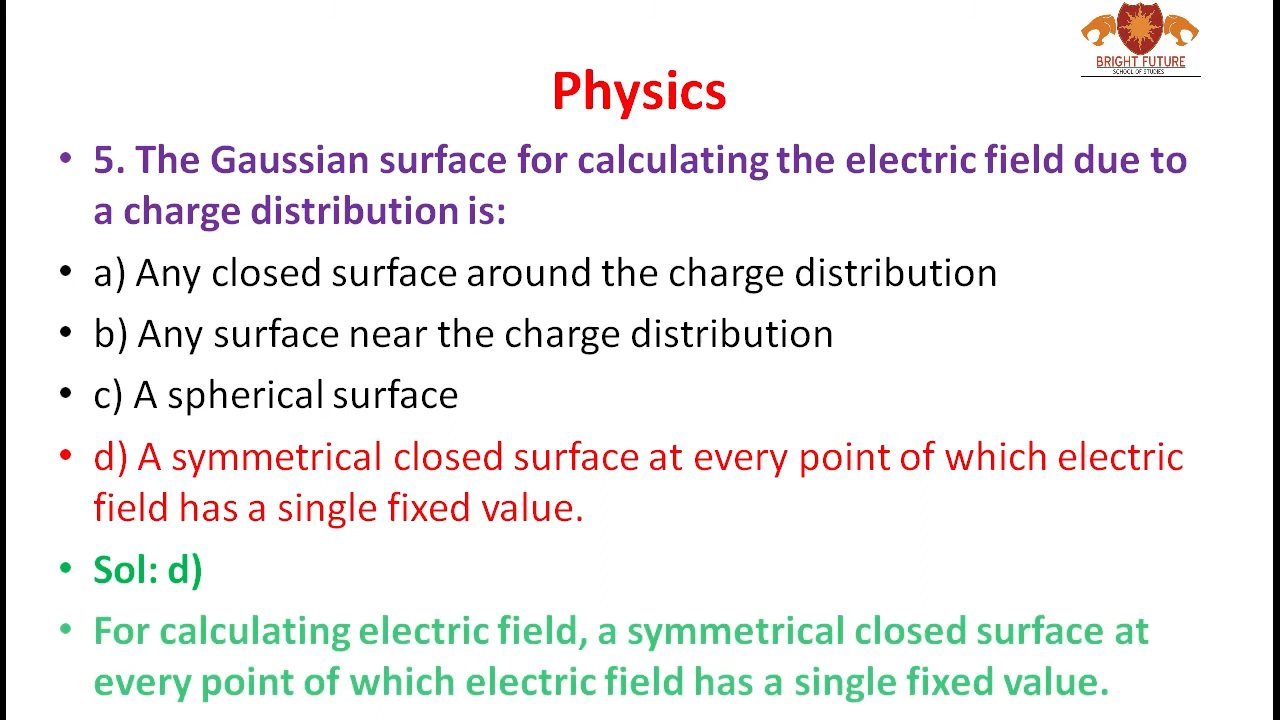 BRIGHT FUTURE
SCHOOL OF STUDIES
Physics
• 5. The Gaussian surface for calculating the electric field due to
a charge distribution is:
• a) Any closed surface around the charge distribution
• b) Any surface near the charge distribution
• c) A spherical surface
• d) A symmetrical closed surface at every point of which electric
field has a single fixed value.
• Sol: d)
• For calculating electric field, a symmetrical closed surface at
every point of which electric field has a single fixed value.